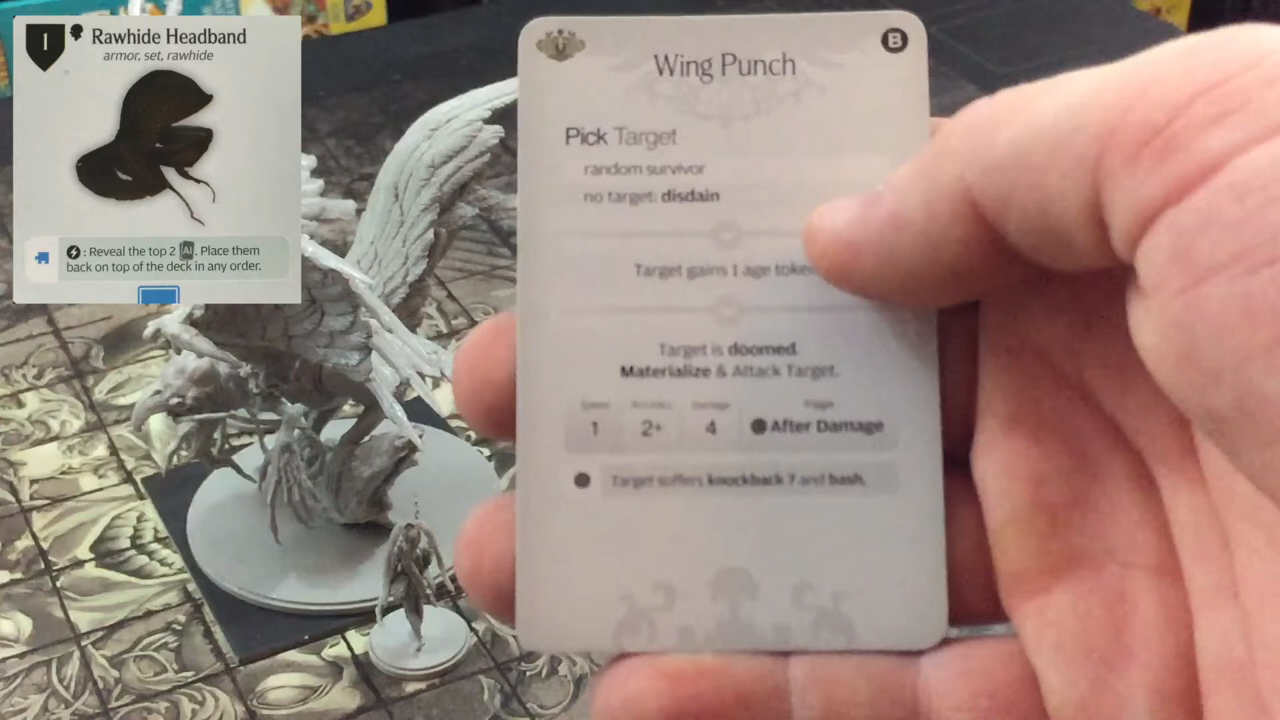 1
Rawhide Headband
armor, set, rawhide
: Reveal the top 2 AI. Place them
back on top of the deck in any order.
B
Wing Punch
Pick Target
random survivor
no target: disdain
Target gains 1 age token
Target is doomed.
Materialize & Attack Target.
Speed Accuracy Damage Trigger
1 2+ 4 After Damage
Target suffers knockback 7 and bash.